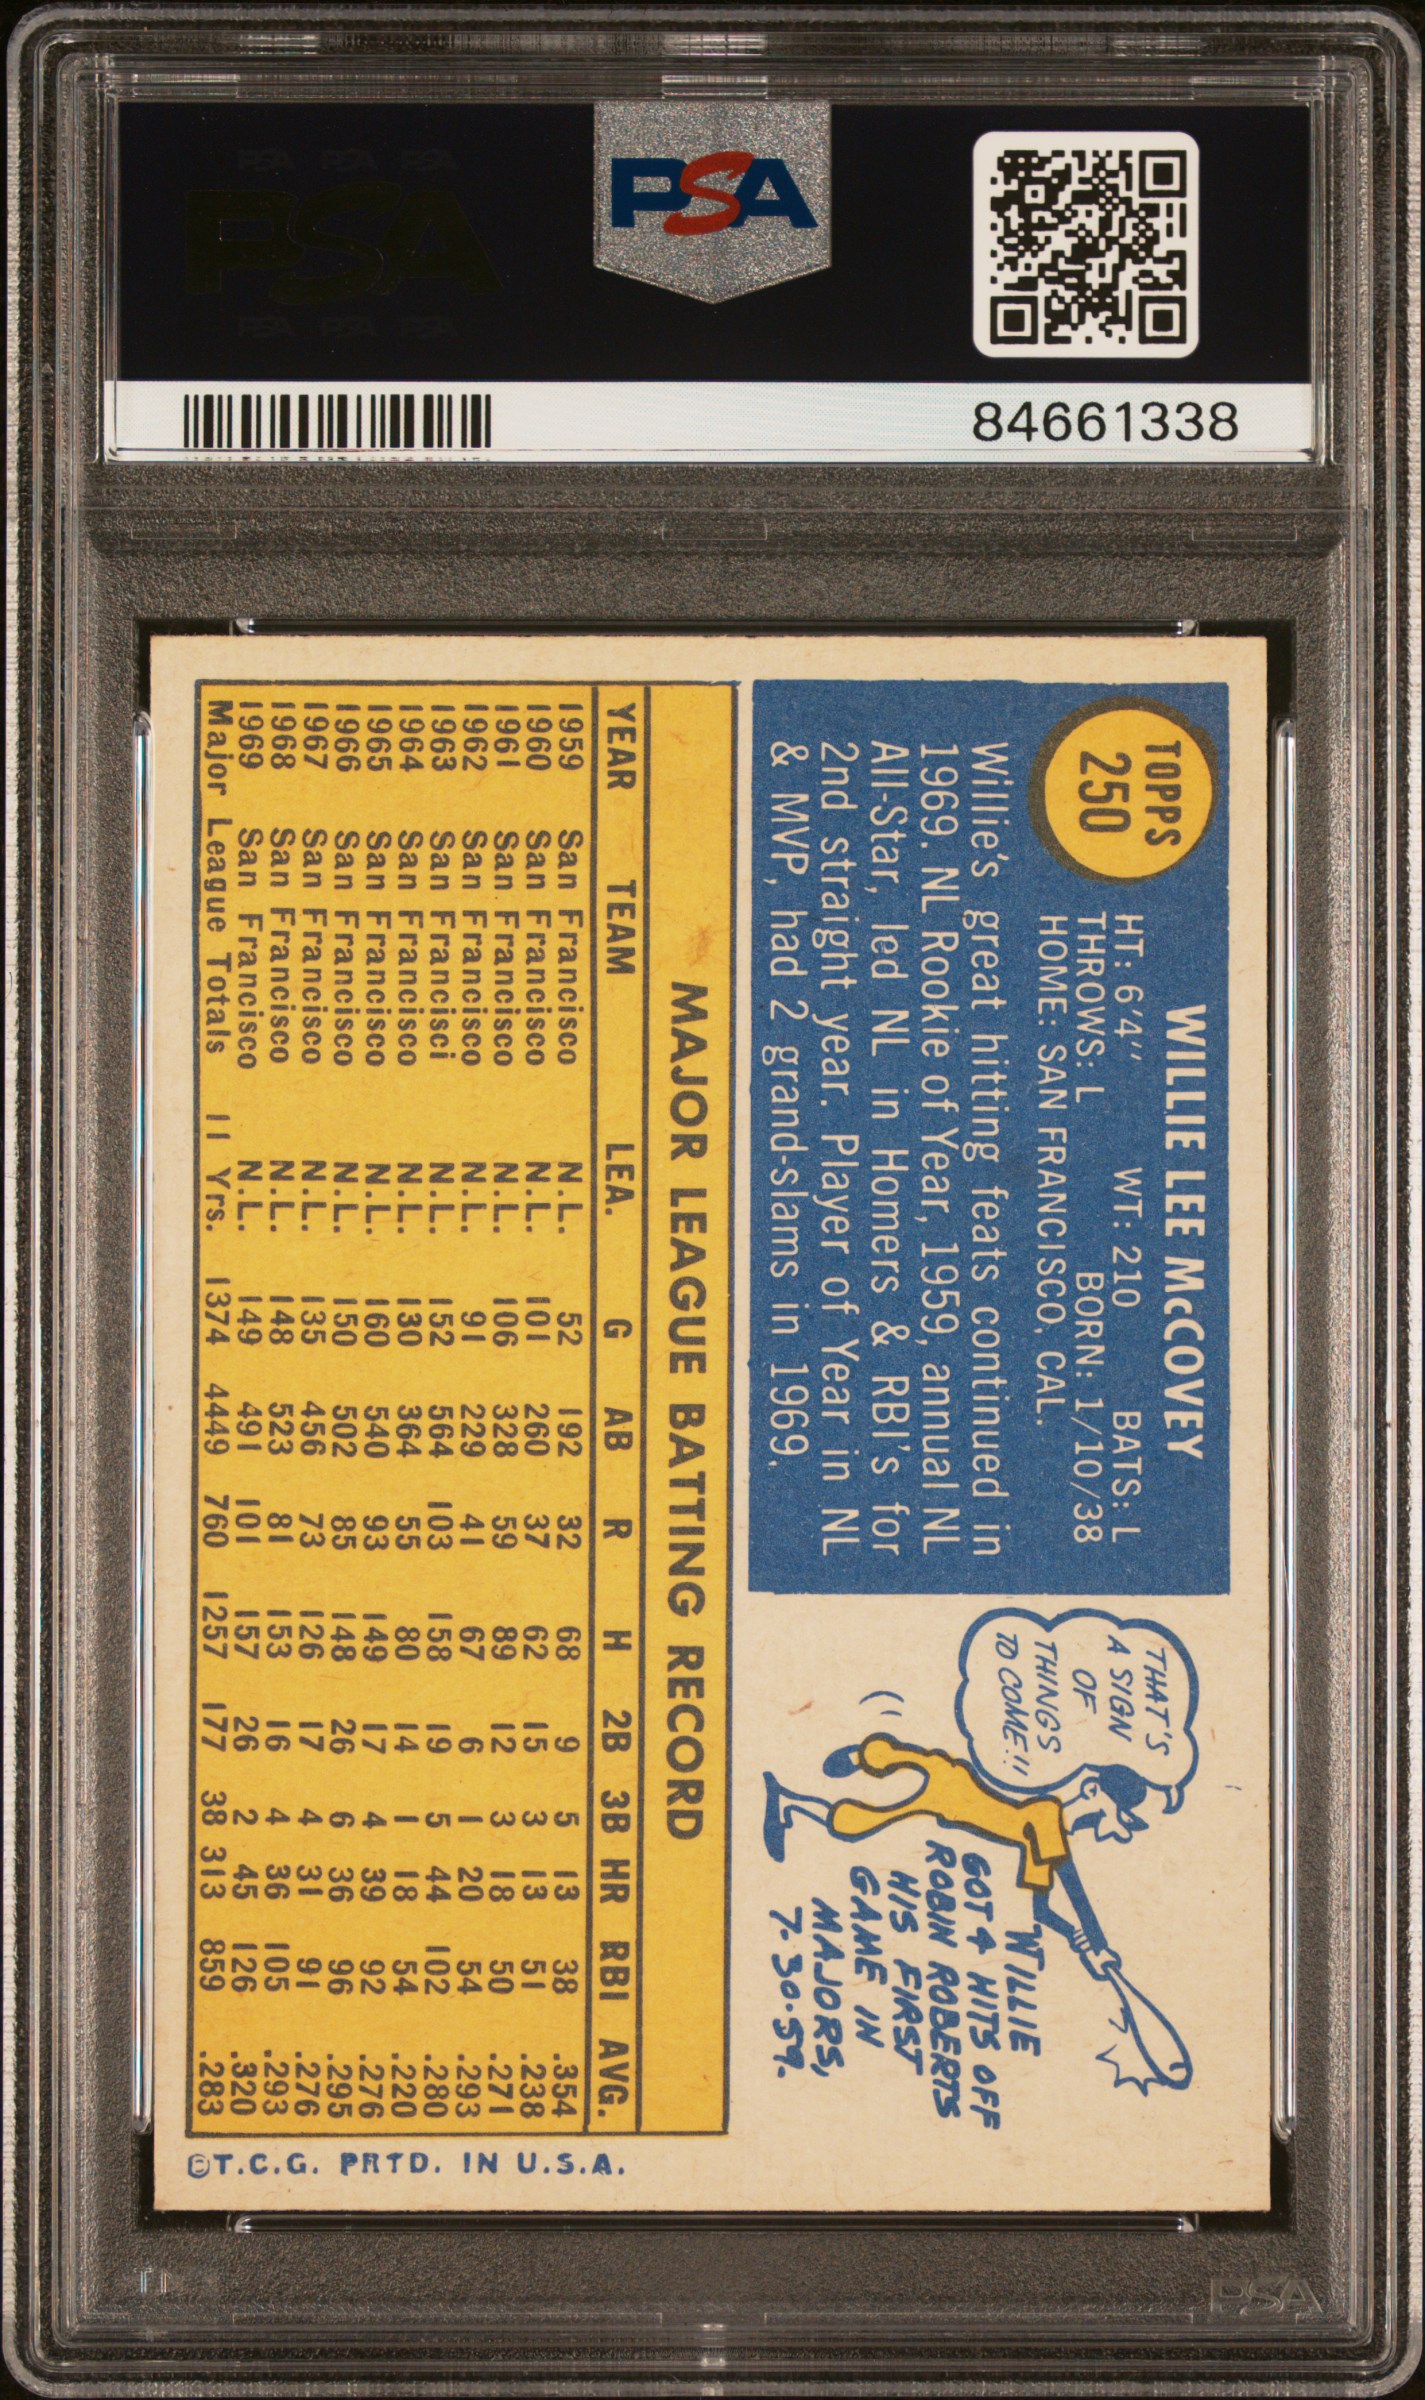 PSA
84661338
TOPPS
250
WILLIE LEE McCOVEY
HT: 6'4" WT: 210 BATS: L
THROWS: L BORN: 1/10/38
HOME: SAN FRANCISCO, CAL.
Willie's great hitting feats continued in
1969. NL Rookie of Year, 1959, annual NL
All-Star, led NL in Homers & RBI's for
2nd straight year. Player of Year in NL
& MVP, had 2 grand-slams in 1969.
THAT'S
A SIGN
OF
THINGS
TO COME!!
WILLIE
GOT 4 HITS OFF
ROBIN ROBERTS
HIS FIRST
GAME IN
MAJORS,
7-30-59.
MAJOR LEAGUE BATTING RECORD
YEAR TEAM LEA. G AB R H 2B 3B HR RBI AVG.
1959 San Francisco N.L. 52 192 32 68 9 5 13 38 .354
1960 San Francisco N.L. 101 260 37 62 15 3 13 51 .238
1961 San Francisco N.L. 106 328 59 89 12 3 18 50 .271
1962 San Francisco N.L. 91 229 41 67 6 1 20 54 .293
1963 San Francisci N.L. 152 564 103 158 19 5 44 102 .280
1964 San Francisco N.L. 130 364 55 80 14 1 18 54 .220
1965 San Francisco N.L. 160 540 93 149 17 4 39 92 .276
1966 San Francisco N.L. 150 502 85 148 26 6 36 96 .295
1967 San Francisco N.L. 135 456 73 126 17 4 31 91 .276
1968 San Francisco N.L. 148 523 81 153 16 4 36 105 .293
1969 San Francisco N.L. 149 491 101 157 26 2 45 126 .320
Major League Totals 11 Yrs. 1374 4449 760 1257 177 38 313 859 .283
©T.C.G. PRTD. IN U.S.A.
PSA PSA PSA
PSA
PSA PSA PSA
PSA